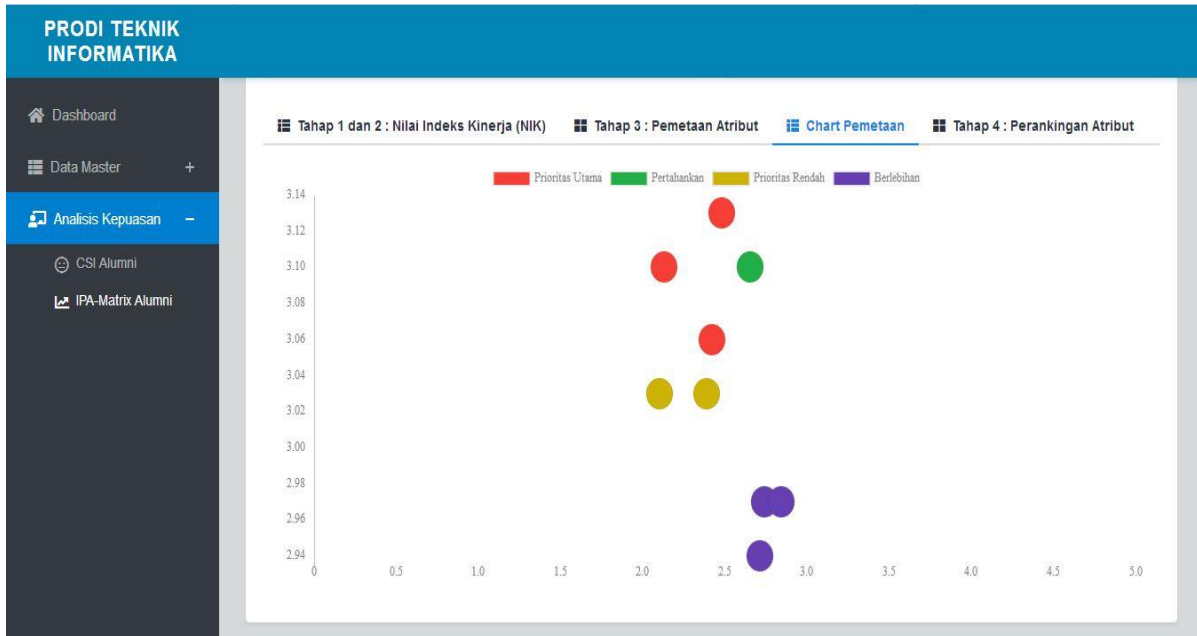 PRODI TEKNIK
INFORMATIKA
Dashboard
Data Master +
Analisis Kepuasan −
CSI Alumni
IPA-Matrix Alumni
Tahap 1 dan 2 : Nilai Indeks Kinerja (NIK) Tahap 3 : Pemetaan Atribut Chart Pemetaan Tahap 4 : Perankingan Atribut
Prioritas Utama Pertahankan Prioritas Rendah Berlebihan
3.14
3.12
3.10
3.08
3.06
3.04
3.02
3.00
2.98
2.96
2.94
0 0.5 1.0 1.5 2.0 2.5 3.0 3.5 4.0 4.5 5.0